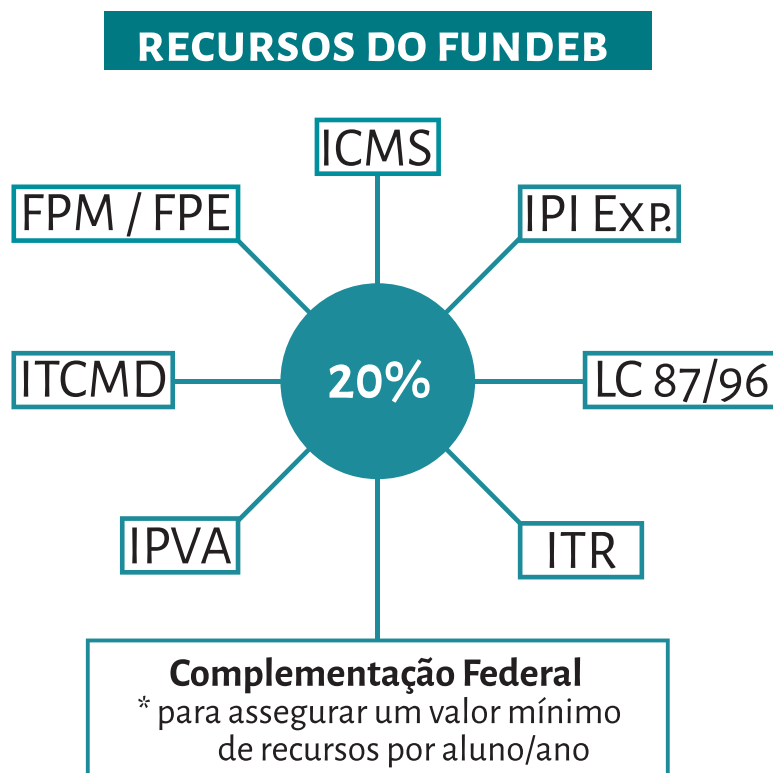 RECURSOS DO FUNDEB
ICMS
FPM / FPE
IPI EXP.
20%
ITCMD
LC 87/96
IPVA
ITR
Complementação Federal
* para assegurar um valor mínimo
de recursos por aluno/ano